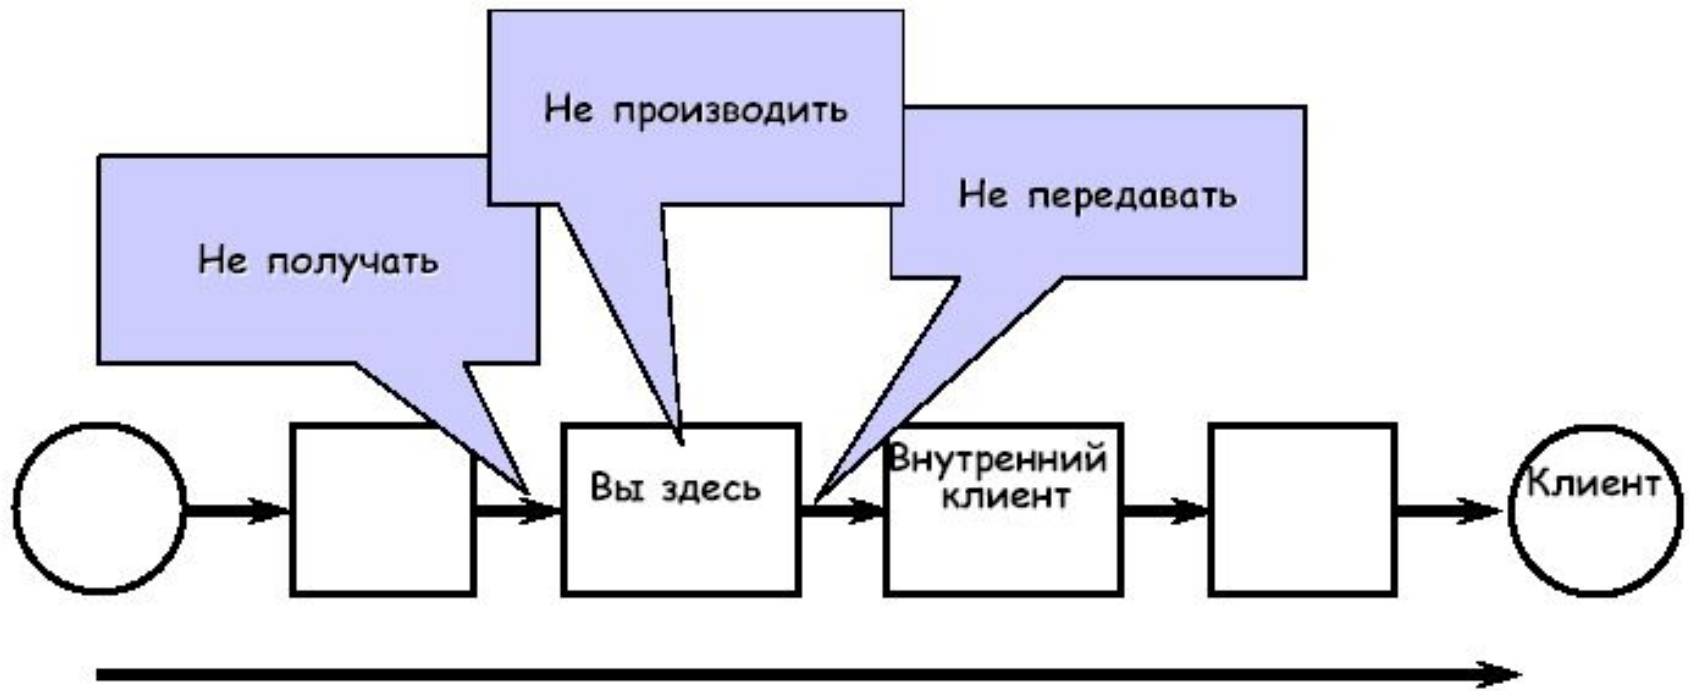 Не производить
Не передавать
Не получать
Вы здесь
Внутренний
клиент
Клиент